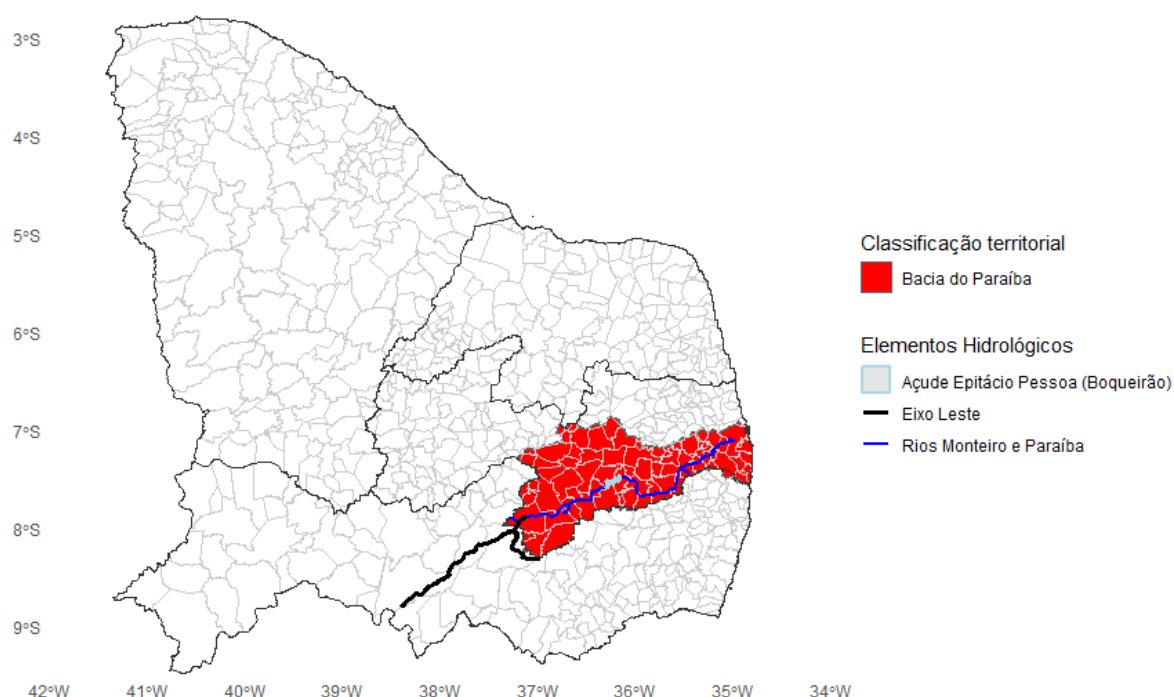 3°S
4°S
5°S
6°S
7°S
8°S
9°S
42°W 41°W 40°W 39°W 38°W 37°W 36°W 35°W 34°W
Classificação territorial
Bacia do Paraíba
Elementos Hidrológicos
Açude Epitácio Pessoa (Boqueirão)
Eixo Leste
Rios Monteiro e Paraíba